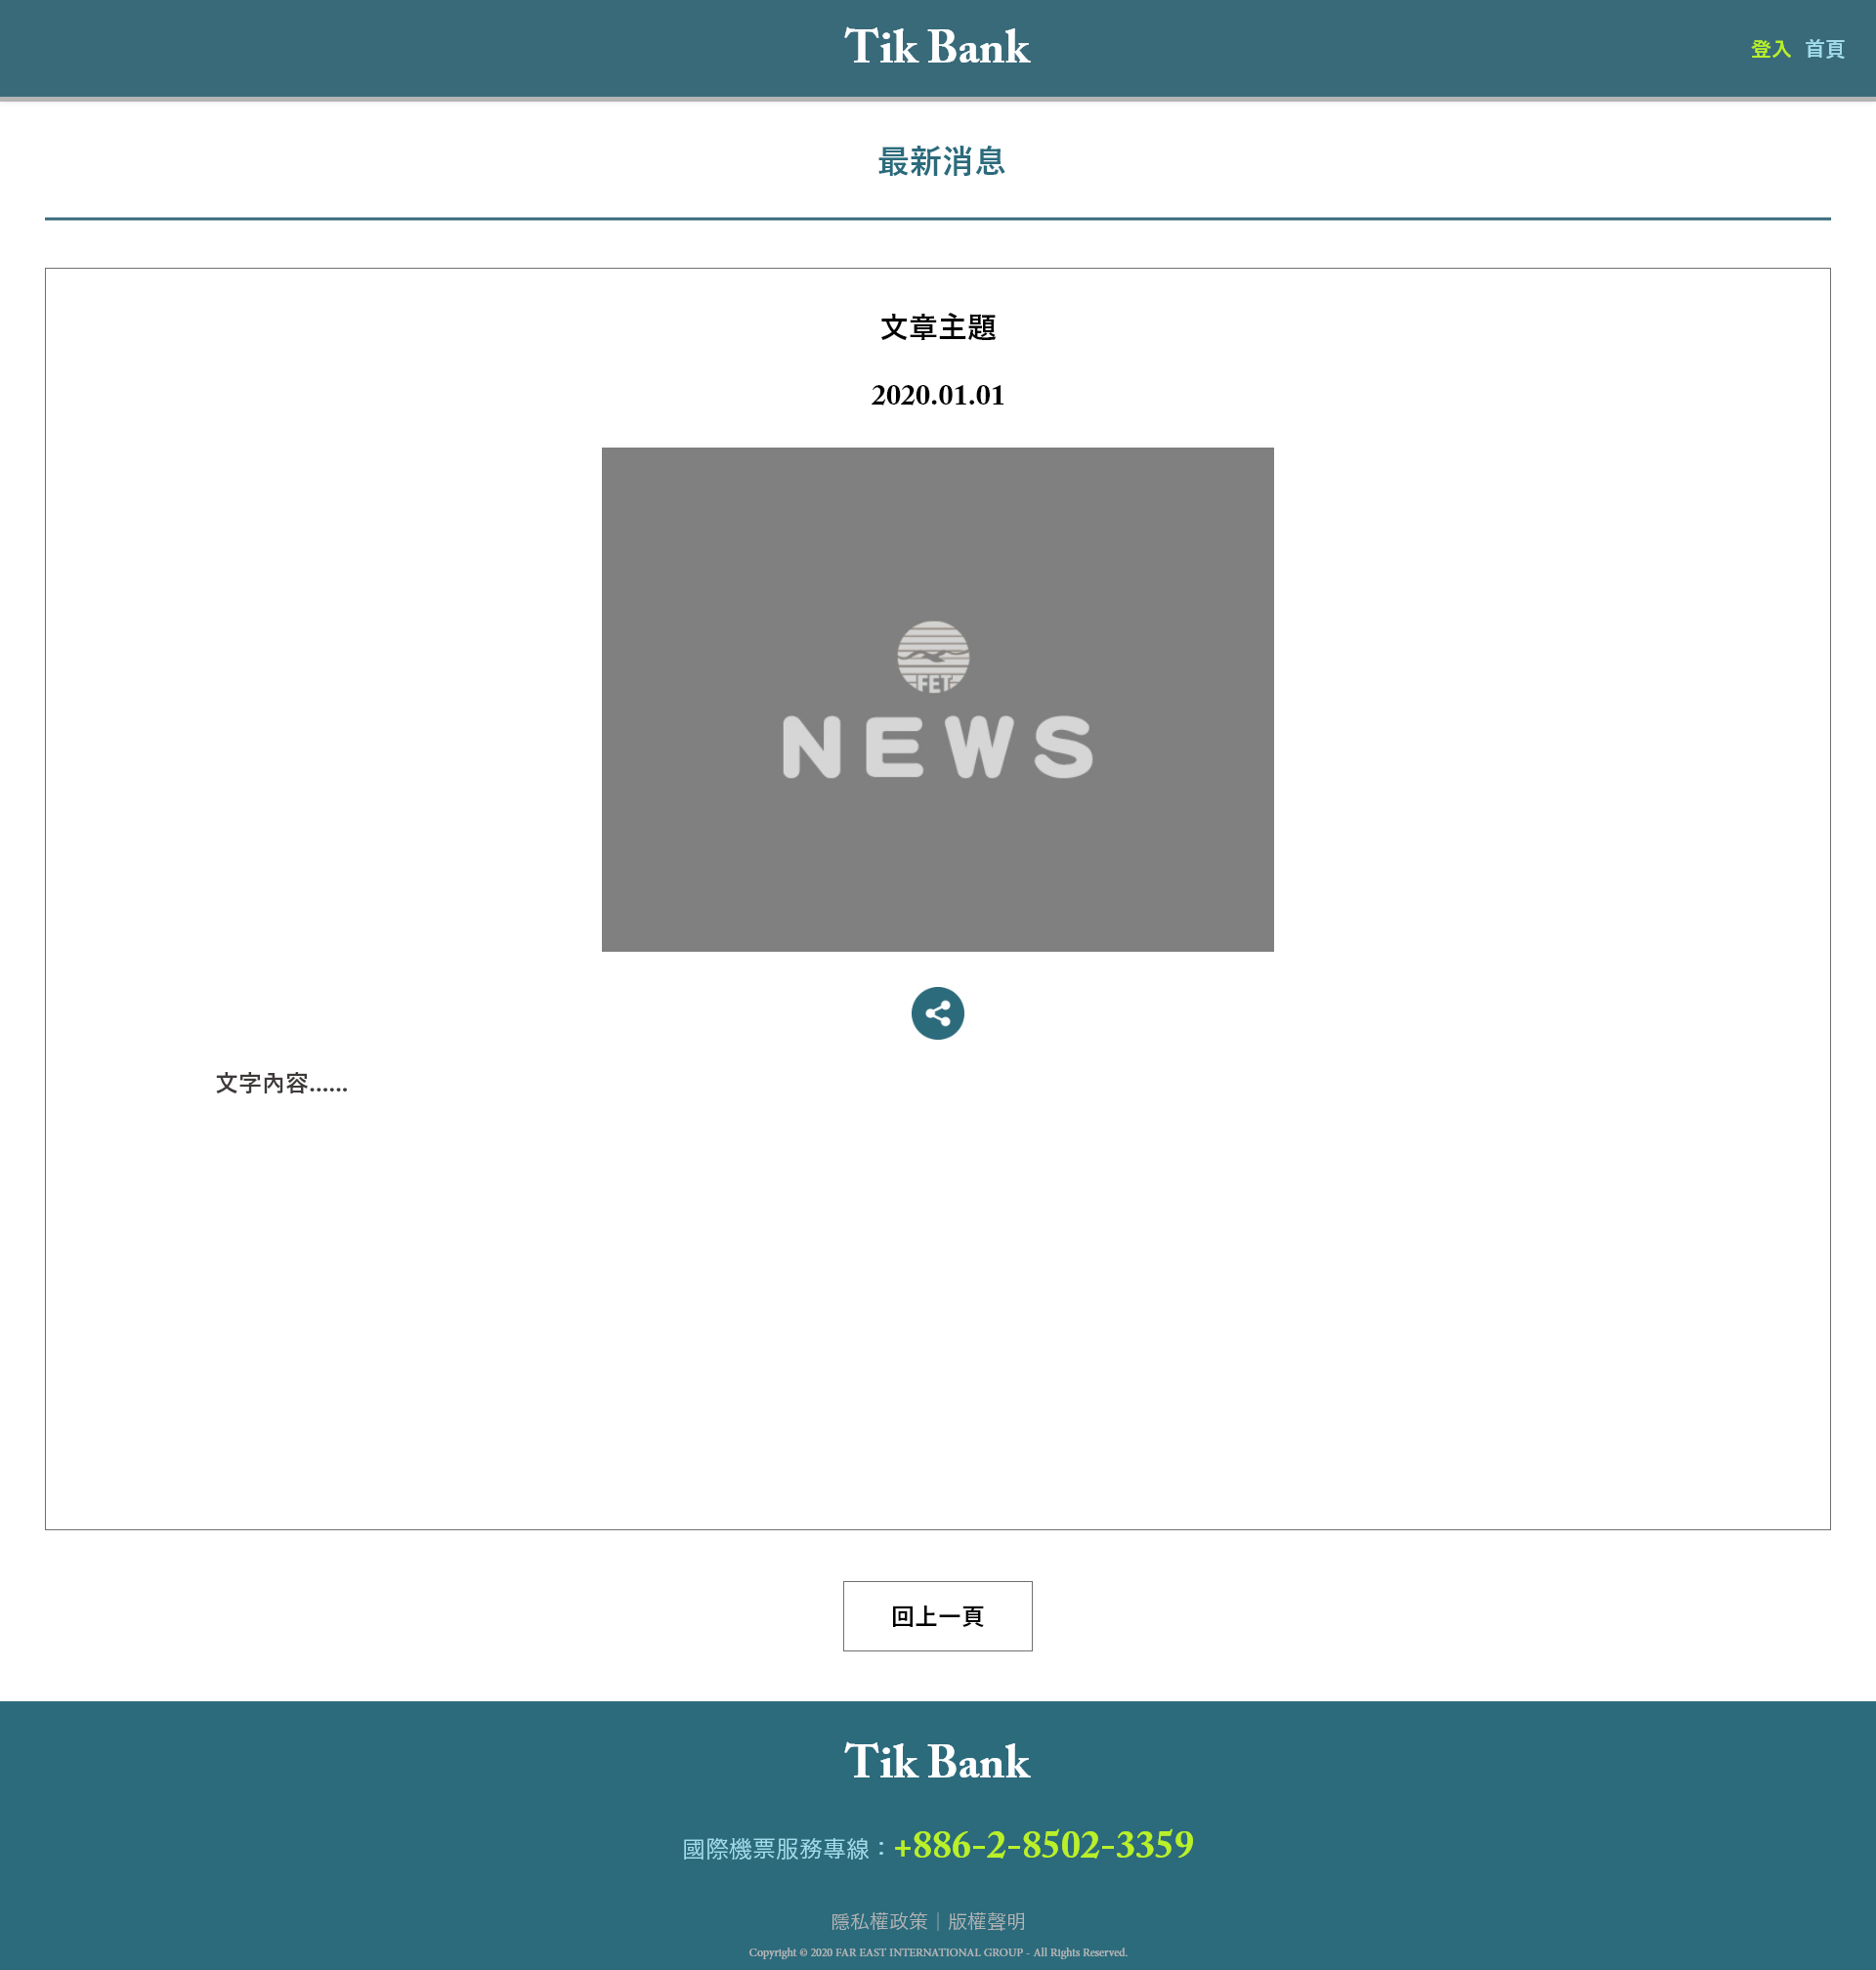 Tik Bank
登入 首頁
最新消息
文章主題
2020.01.01
FET
NEWS
文字內容......
回上一頁
Tik Bank
國際機票服務專線：+886-2-8502-3359
隱私權政策｜版權聲明
Copyright © 2020 FAR EAST INTERNATIONAL GROUP - All Rights Reserved.